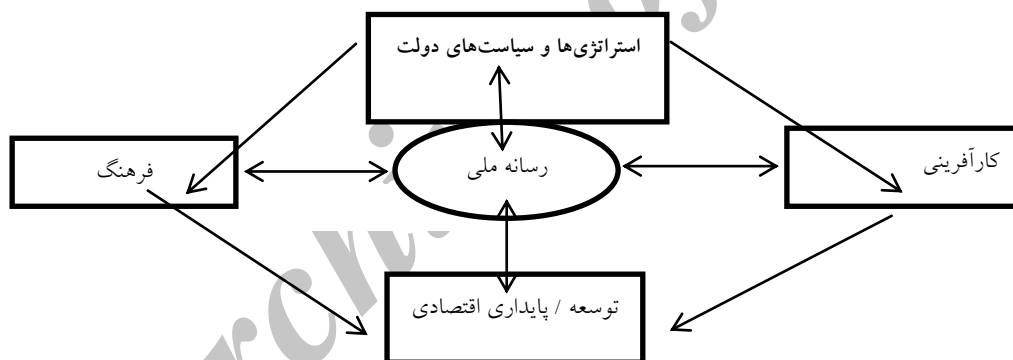 استراتژی‌ها و سیاست‌های دولت
کارآفرینی
رسانه ملی
فرهنگ
توسعه / پایداری اقتصادی